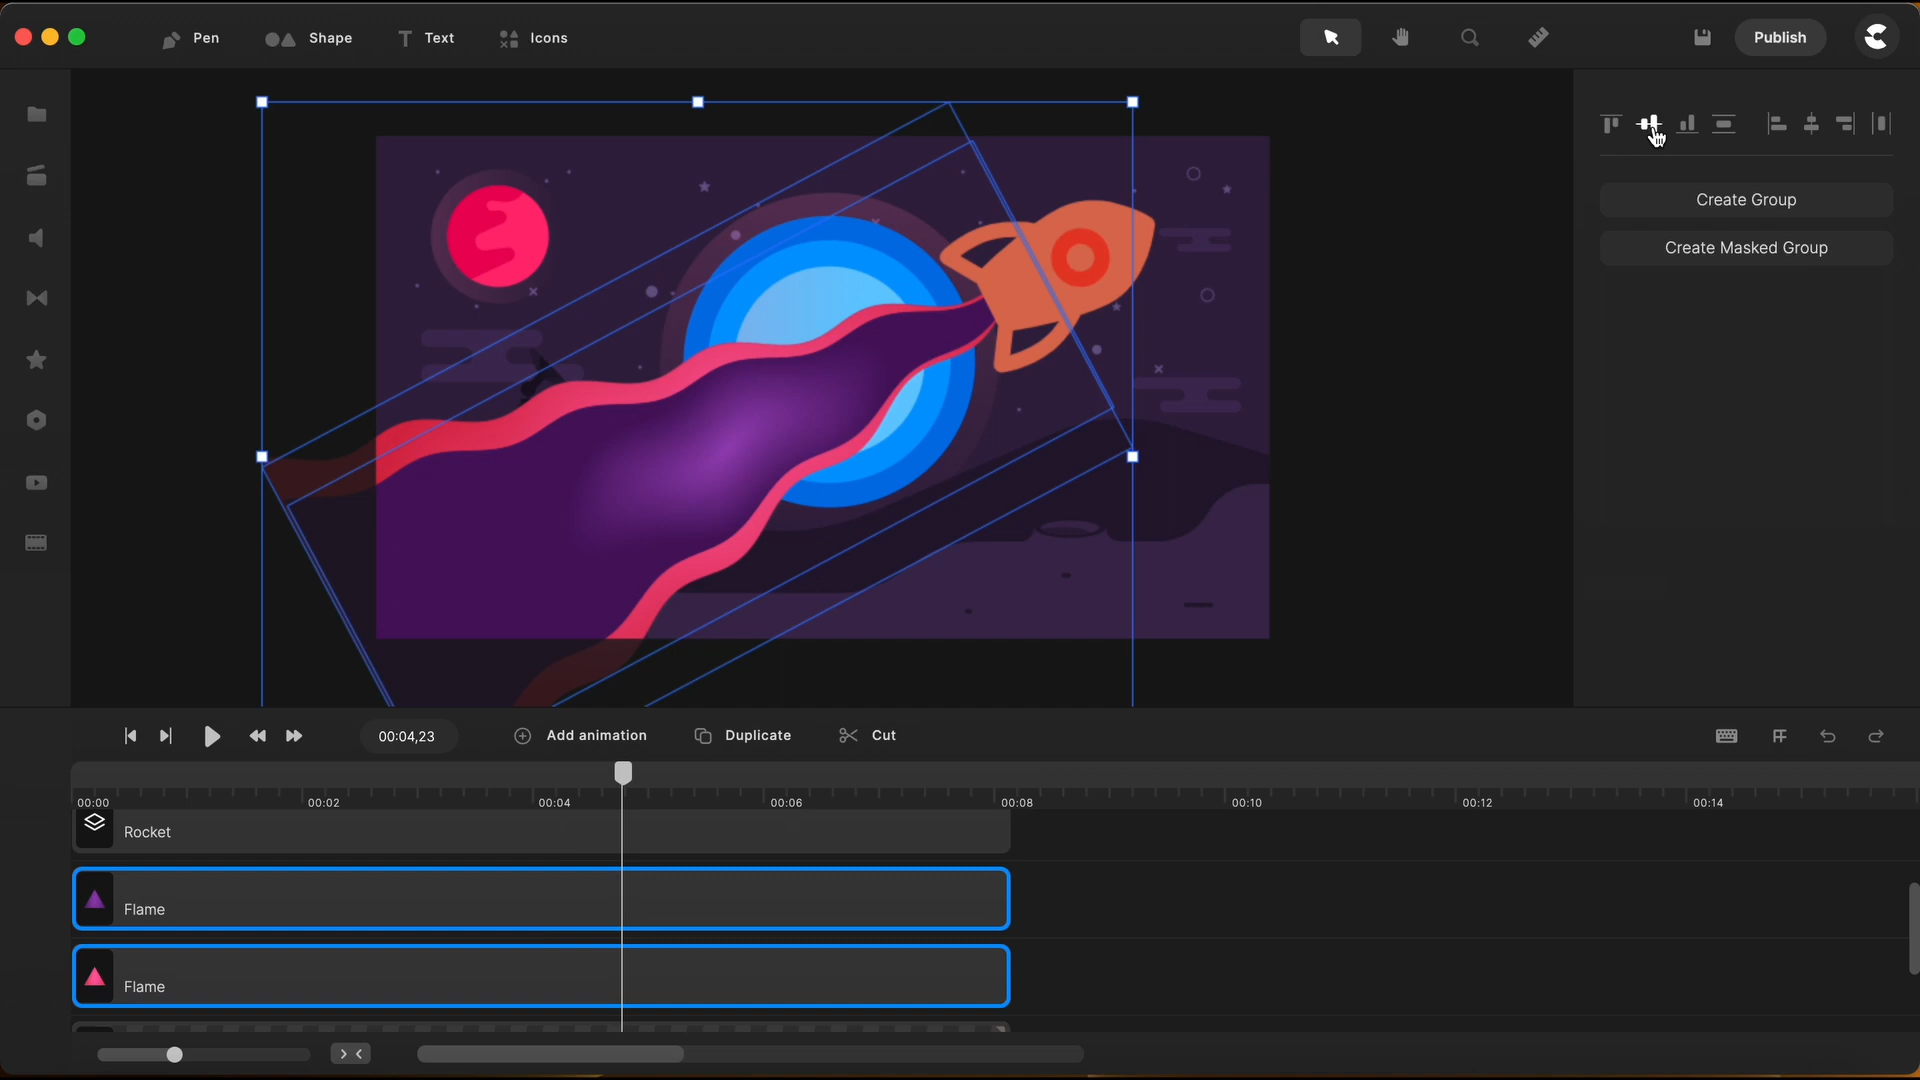 Pen Shape Text Icons Publish
Create Group
Create Masked Group
00:04,23 Add animation Duplicate Cut
00:00 00:02 00:04 00:06 00:08 00:10 00:12 00:14
Rocket
Flame
Flame